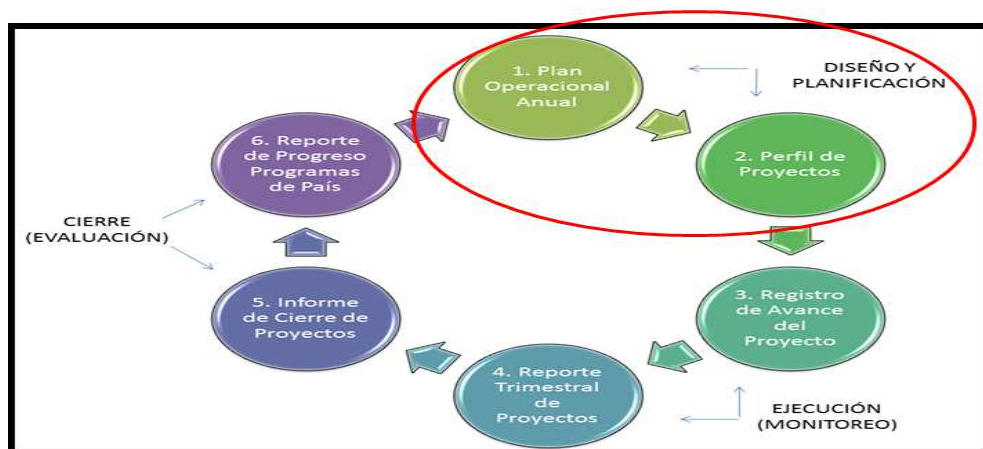 1. Plan
Operacional
Anual
DISEÑO Y
PLANIFICACIÓN
2. Perfil de
Proyectos
3. Registro
de Avance
del
Proyecto
EJECUCIÓN
(MONITOREO)
4. Reporte
Trimestral
de
Proyectos
5. Informe
de Cierre de
Proyectos
CIERRE
(EVALUACIÓN)
6. Reporte
de Progreso
Programas
de País